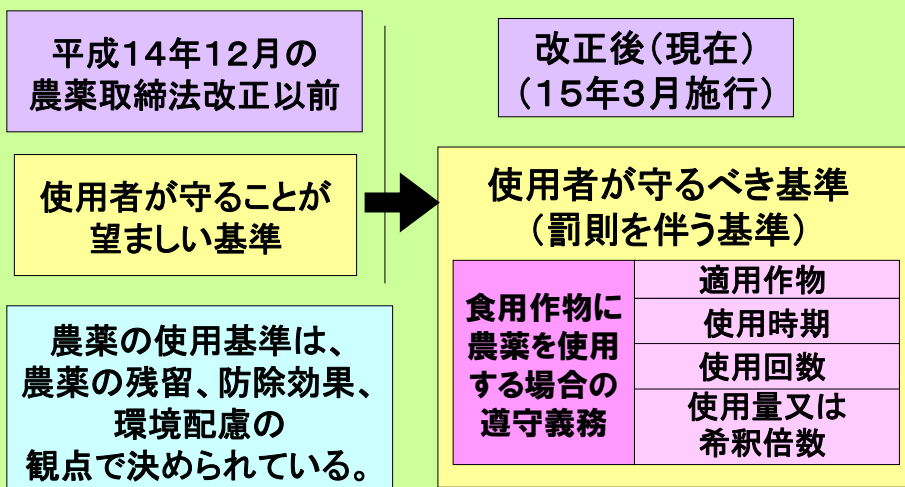 平成14年12月の
農薬取締法改正以前
改正後(現在)
(15年3月施行)
使用者が守ることが
望ましい基準
使用者が守るべき基準
(罰則を伴う基準)
食用作物に
農薬を使用
する場合の
遵守義務
適用作物
使用時期
使用回数
使用量又は
希釈倍数
農薬の使用基準は、
農薬の残留、防除効果、
環境配慮の
観点で決められている。